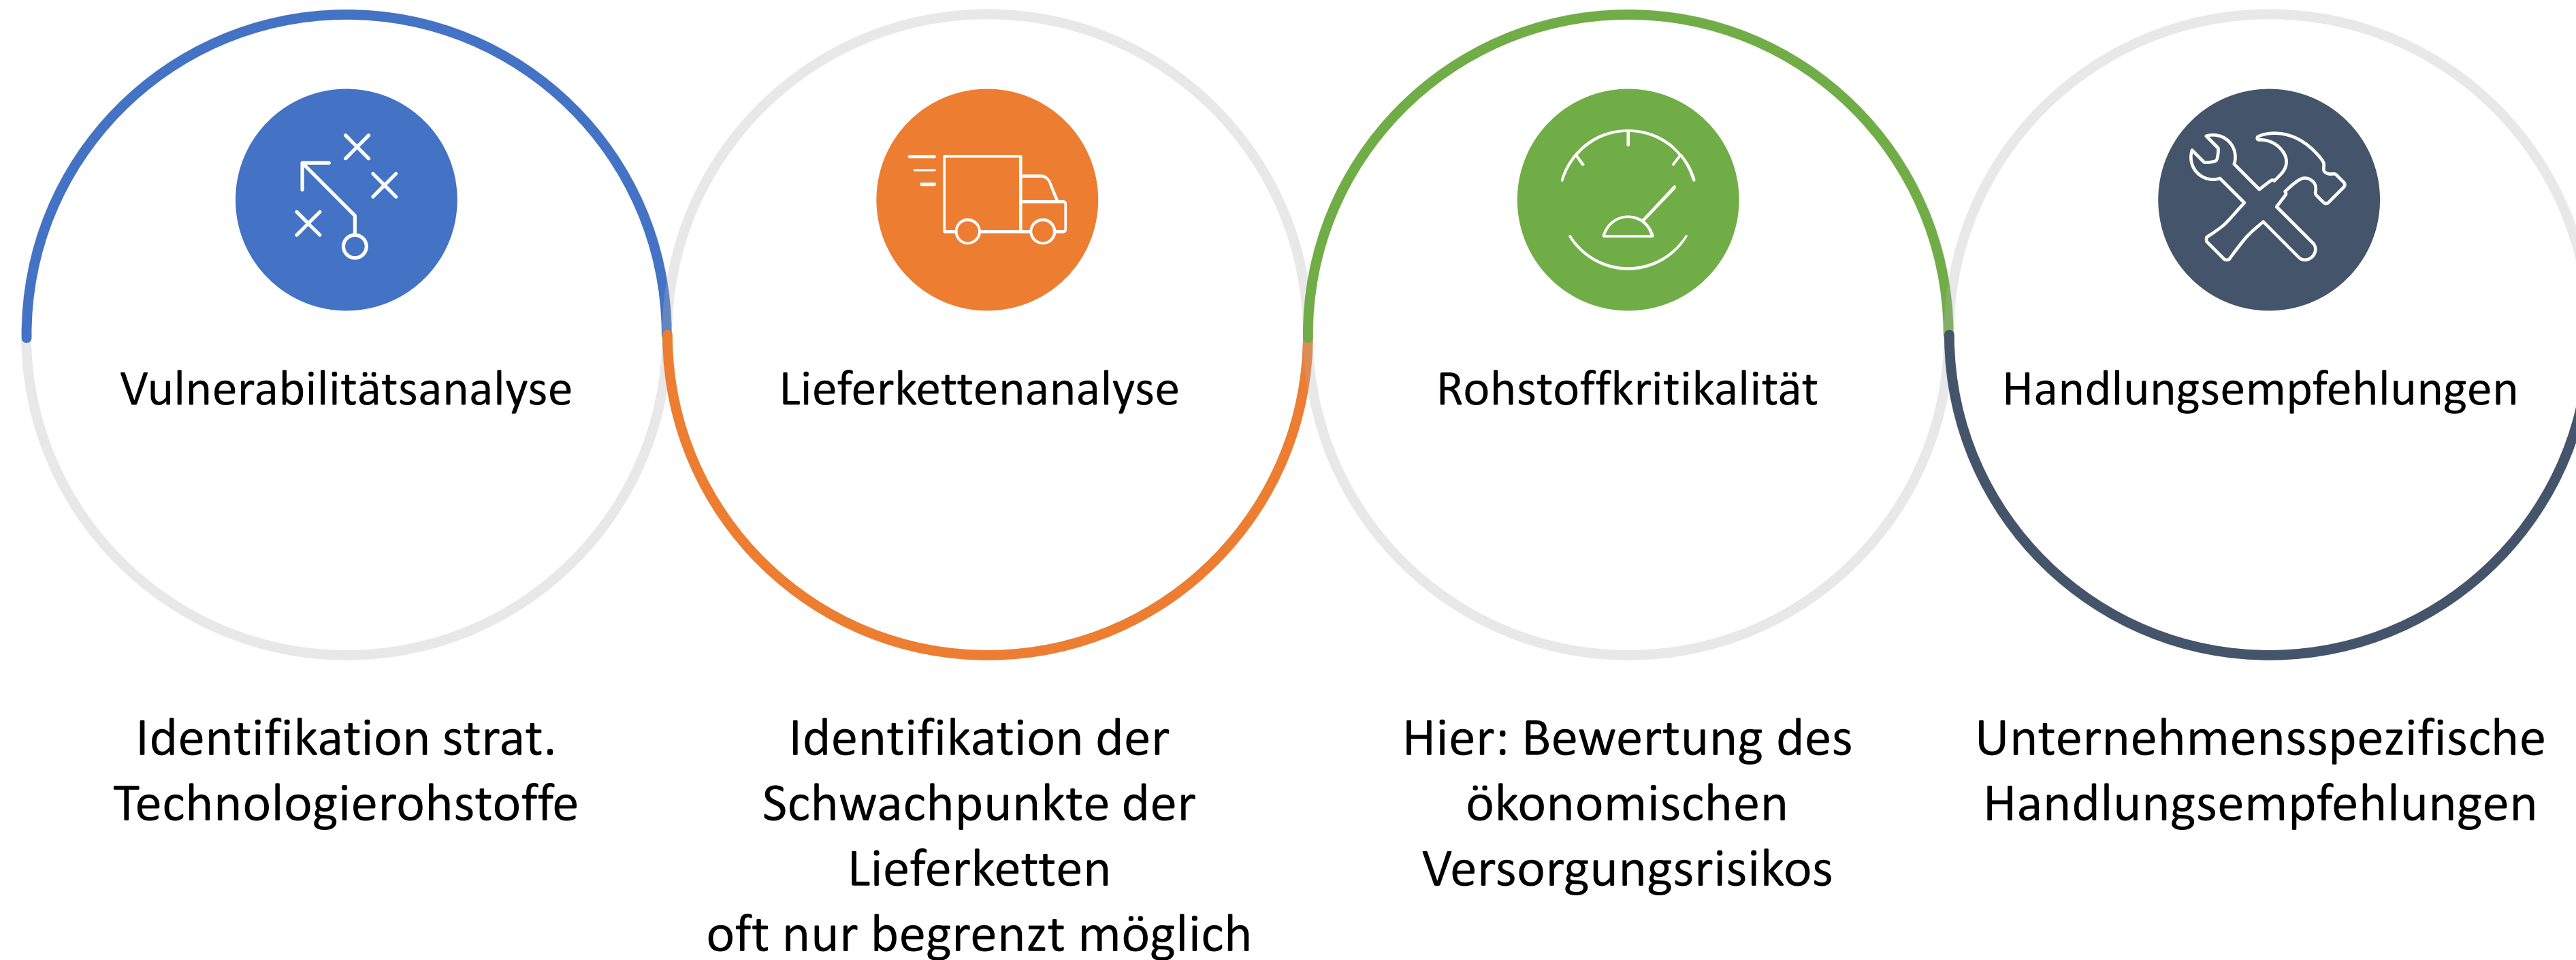 Vulnerabilitätsanalyse
Lieferkettenanalyse
Rohstoffkritikalität
Handlungsempfehlungen
Identifikation strat.
Technologierohstoffe
Identifikation der
Schwachpunkte der
Lieferketten
oft nur begrenzt möglich
Hier: Bewertung des
ökonomischen
Versorgungsrisikos
Unternehmensspezifische
Handlungsempfehlungen